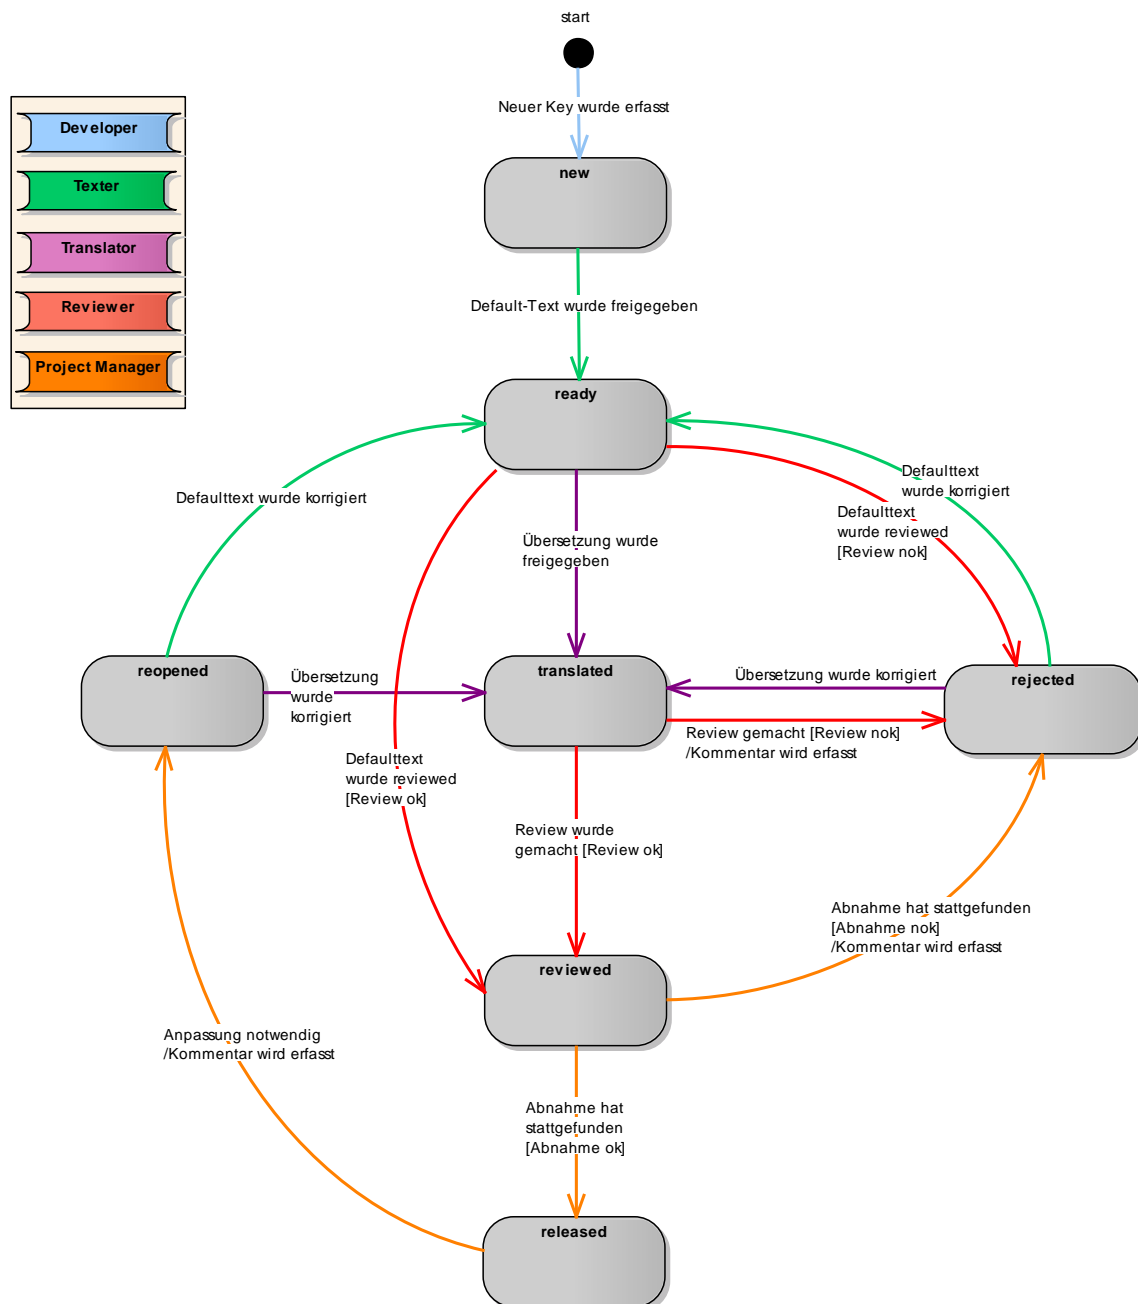 start
Neuer Key wurde erfasst
Developer
Texter
Translator
Reviewer
Project Manager
new
Default-Text wurde freigegeben
ready
Defaulttext wurde korrigiert
Übersetzung wurde
freigegeben
Defaulttext
wurde korrigiert
Defaulttext
wurde reviewed
[Review nok]
reopened
Übersetzung
wurde
korrigiert
translated
Übersetzung wurde korrigiert
rejected
Review gemacht [Review nok]
/Kommentar wird erfasst
Defaulttext
wurde reviewed
[Review ok]
Review wurde
gemacht [Review ok]
Abnahme hat stattgefunden
[Abnahme nok]
/Kommentar wird erfasst
reviewed
Anpassung notwendig
/Kommentar wird erfasst
Abnahme hat
stattgefunden
[Abnahme ok]
released